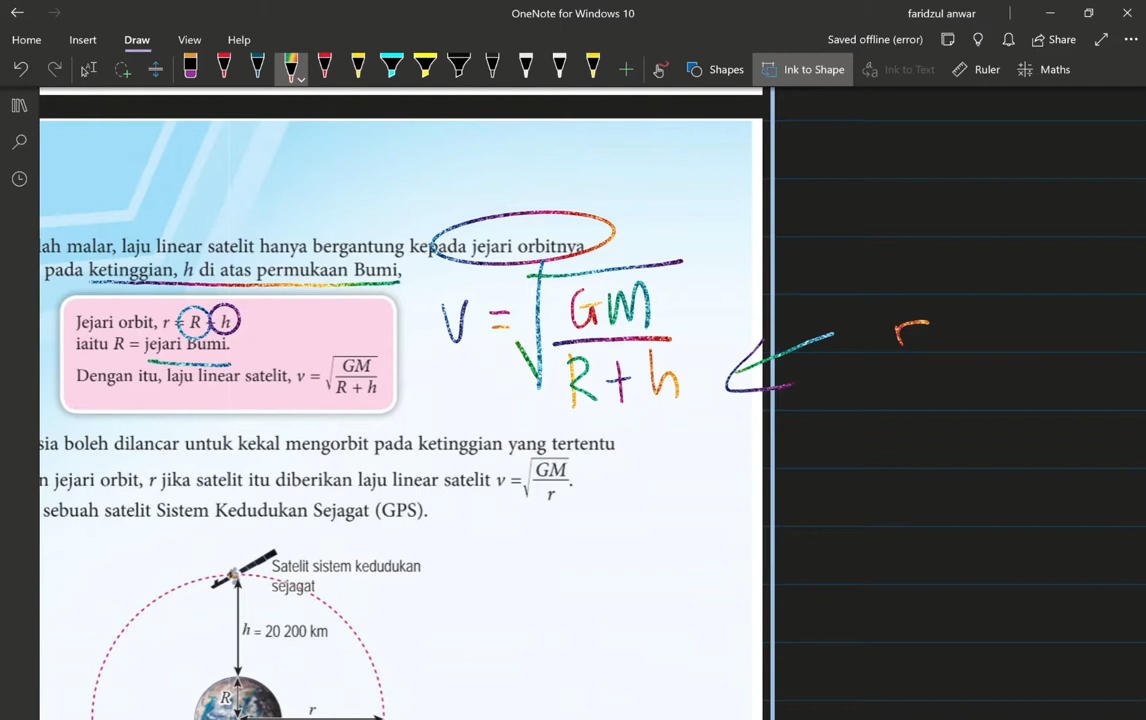 OneNote for Windows 10
faridzul anwar
Home Insert Draw View Help
Saved offline (error)
Share
Shapes
Ink to Shape
Ink to Text
Ruler
Maths
lah malar, laju linear satelit hanya bergantung kepada jejari orbitnya
pada ketinggian, h di atas permukaan Bumi,
Jejari orbit, r = R + h
iaitu R = jejari Bumi.
Dengan itu, laju linear satelit, v = √(GM / R + h)
v = √(GM / R + h)
r
sia boleh dilancar untuk kekal mengorbit pada ketinggian yang tertentu
n jejari orbit, r jika satelit itu diberikan laju linear satelit v = √(GM / r).
sebuah satelit Sistem Kedudukan Sejagat (GPS).
Satelit sistem kedudukan
sejagat
h = 20 200 km
R
r